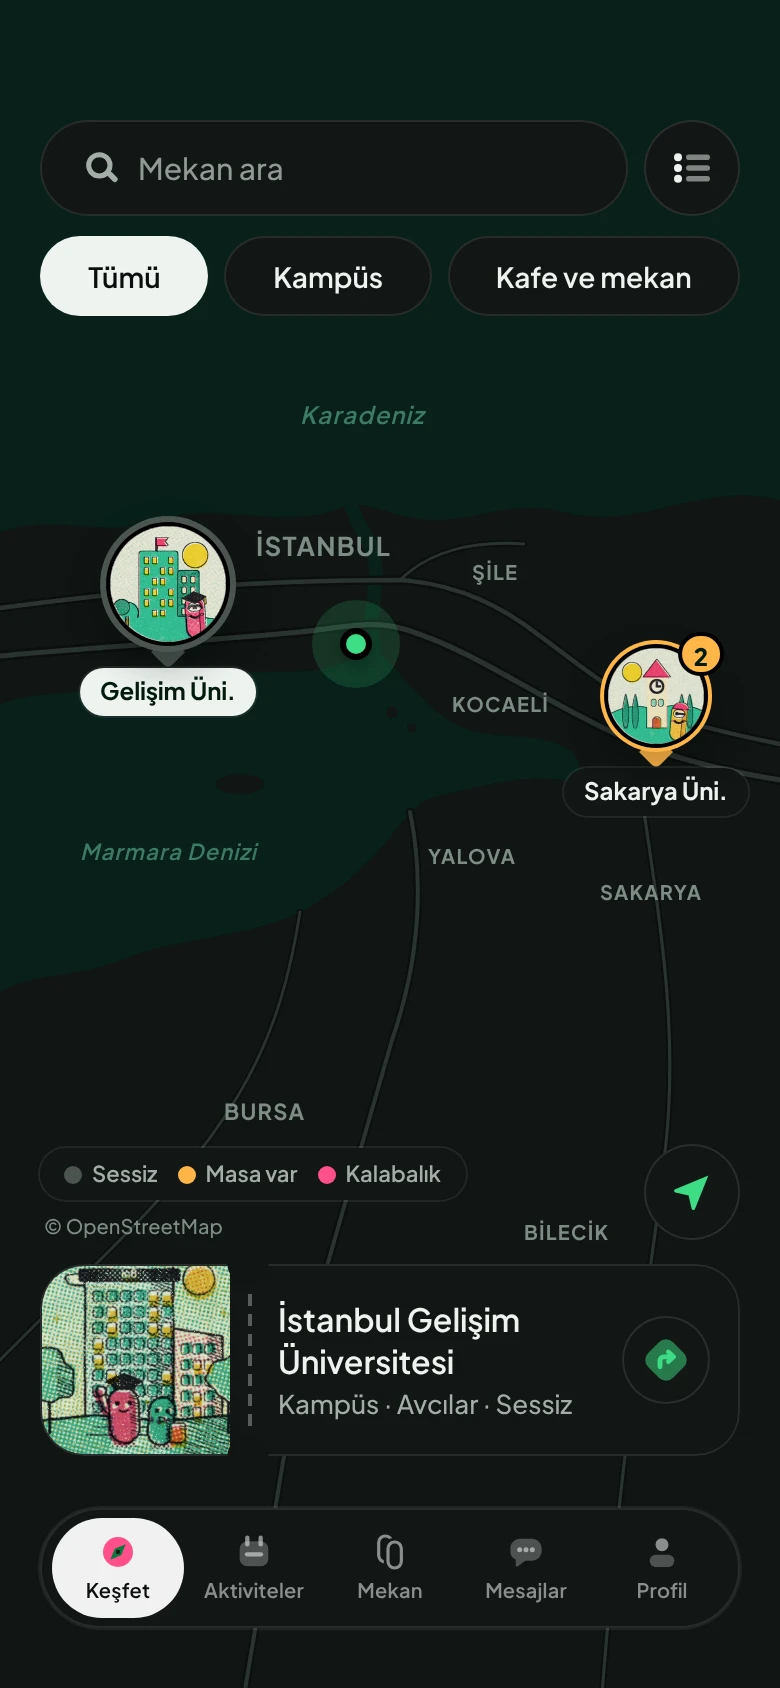 Mekan ara
Tümü
Kampüs
Kafe ve mekan
Karadeniz
İSTANBUL
ŞİLE
Gelişim Üni.
2
KOCAELİ
Sakarya Üni.
Marmara Denizi
YALOVA
SAKARYA
BURSA
Sessiz
Masa var
Kalabalık
© OpenStreetMap
BİLECİK
İstanbul Gelişim
Üniversitesi
Kampüs · Avcılar · Sessiz
Keşfet
Aktiviteler
Mekan
Mesajlar
Profil